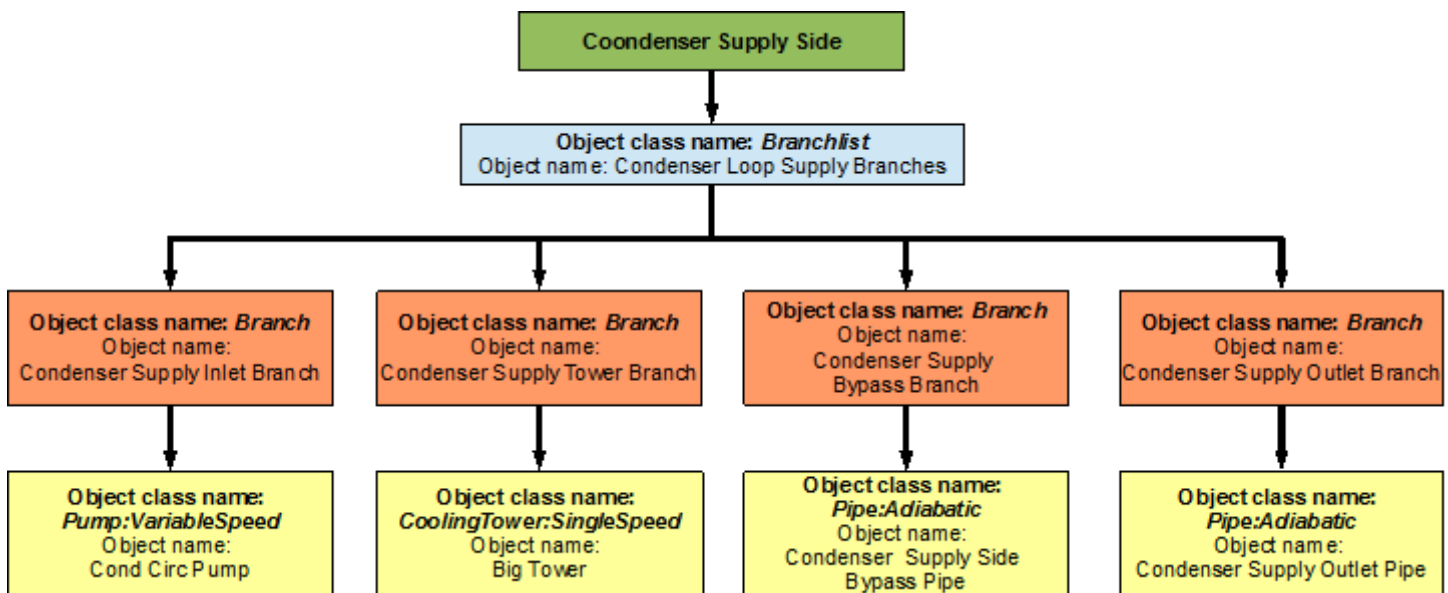 Coondenser Supply Side
Object class name: Branchlist
Object name: Condenser Loop Supply Branches
Object class name: Branch
Object name:
Condenser Supply Inlet Branch
Object class name: Branch
Object name:
Condenser Supply Tower Branch
Object class name: Branch
Object name:
Condenser Supply
Bypass Branch
Object class name: Branch
Object name:
Condenser Supply Outlet Branch
Object class name:
Pump:VariableSpeed
Object name:
Cond Circ Pump
Object class name:
CoolingTower:SingleSpeed
Object name:
Big Tower
Object class name:
Pipe:Adiabatic
Object name:
Condenser Supply Side
Bypass Pipe
Object class name:
Pipe:Adiabatic
Object name:
Condenser Supply Outlet Pipe